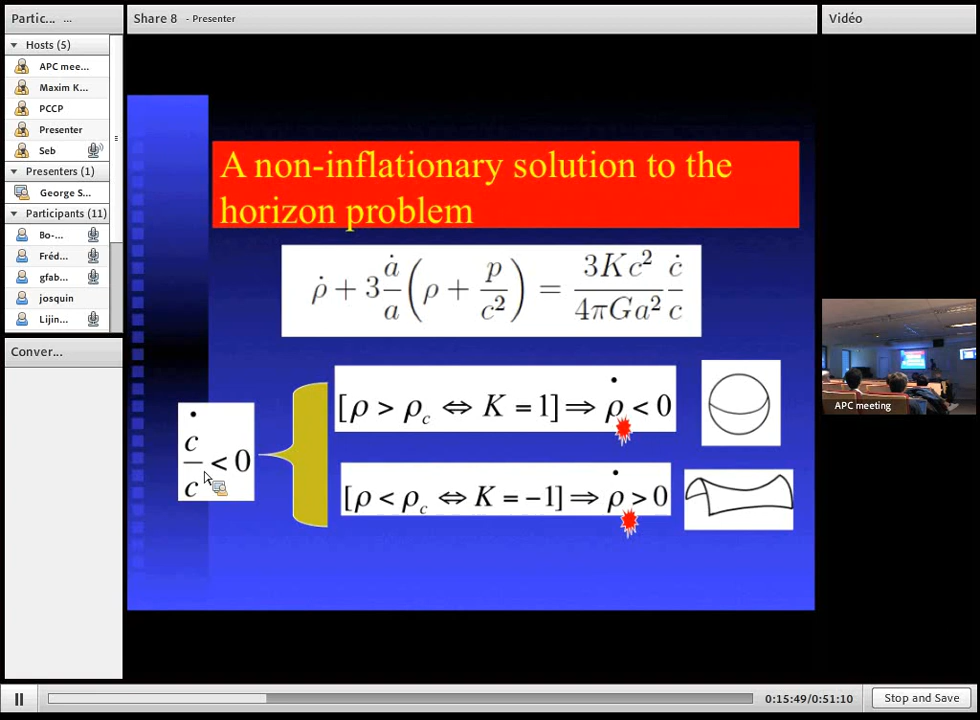 Partic... ...
Share 8 - Presenter
Vidéo
Hosts (5)
APC mee...
Maxim K...
PCCP
Presenter
Seb
Presenters (1)
George S...
Participants (11)
Bo-...
Fréd...
gfab...
josquin
Lijin...
Conver...
A non-inflationary solution to the
horizon problem
ρ̇ + 3 ȧ/a (ρ + p/c²) = 3Kc²/4πGa² ċ/c
ċ/c < 0
[ρ > ρc ⇔ K = 1] ⇒ ρ̇ < 0
[ρ < ρc ⇔ K = −1] ⇒ ρ̇ > 0
APC meeting
0:15:49/0:51:10
Stop and Save